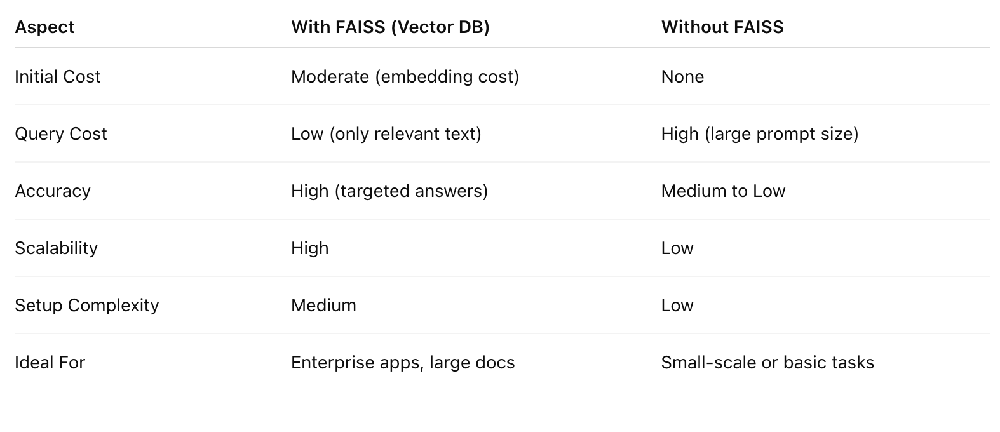 Aspect With FAISS (Vector DB) Without FAISS
Initial Cost Moderate (embedding cost) None
Query Cost Low (only relevant text) High (large prompt size)
Accuracy High (targeted answers) Medium to Low
Scalability High Low
Setup Complexity Medium Low
Ideal For Enterprise apps, large docs Small-scale or basic tasks